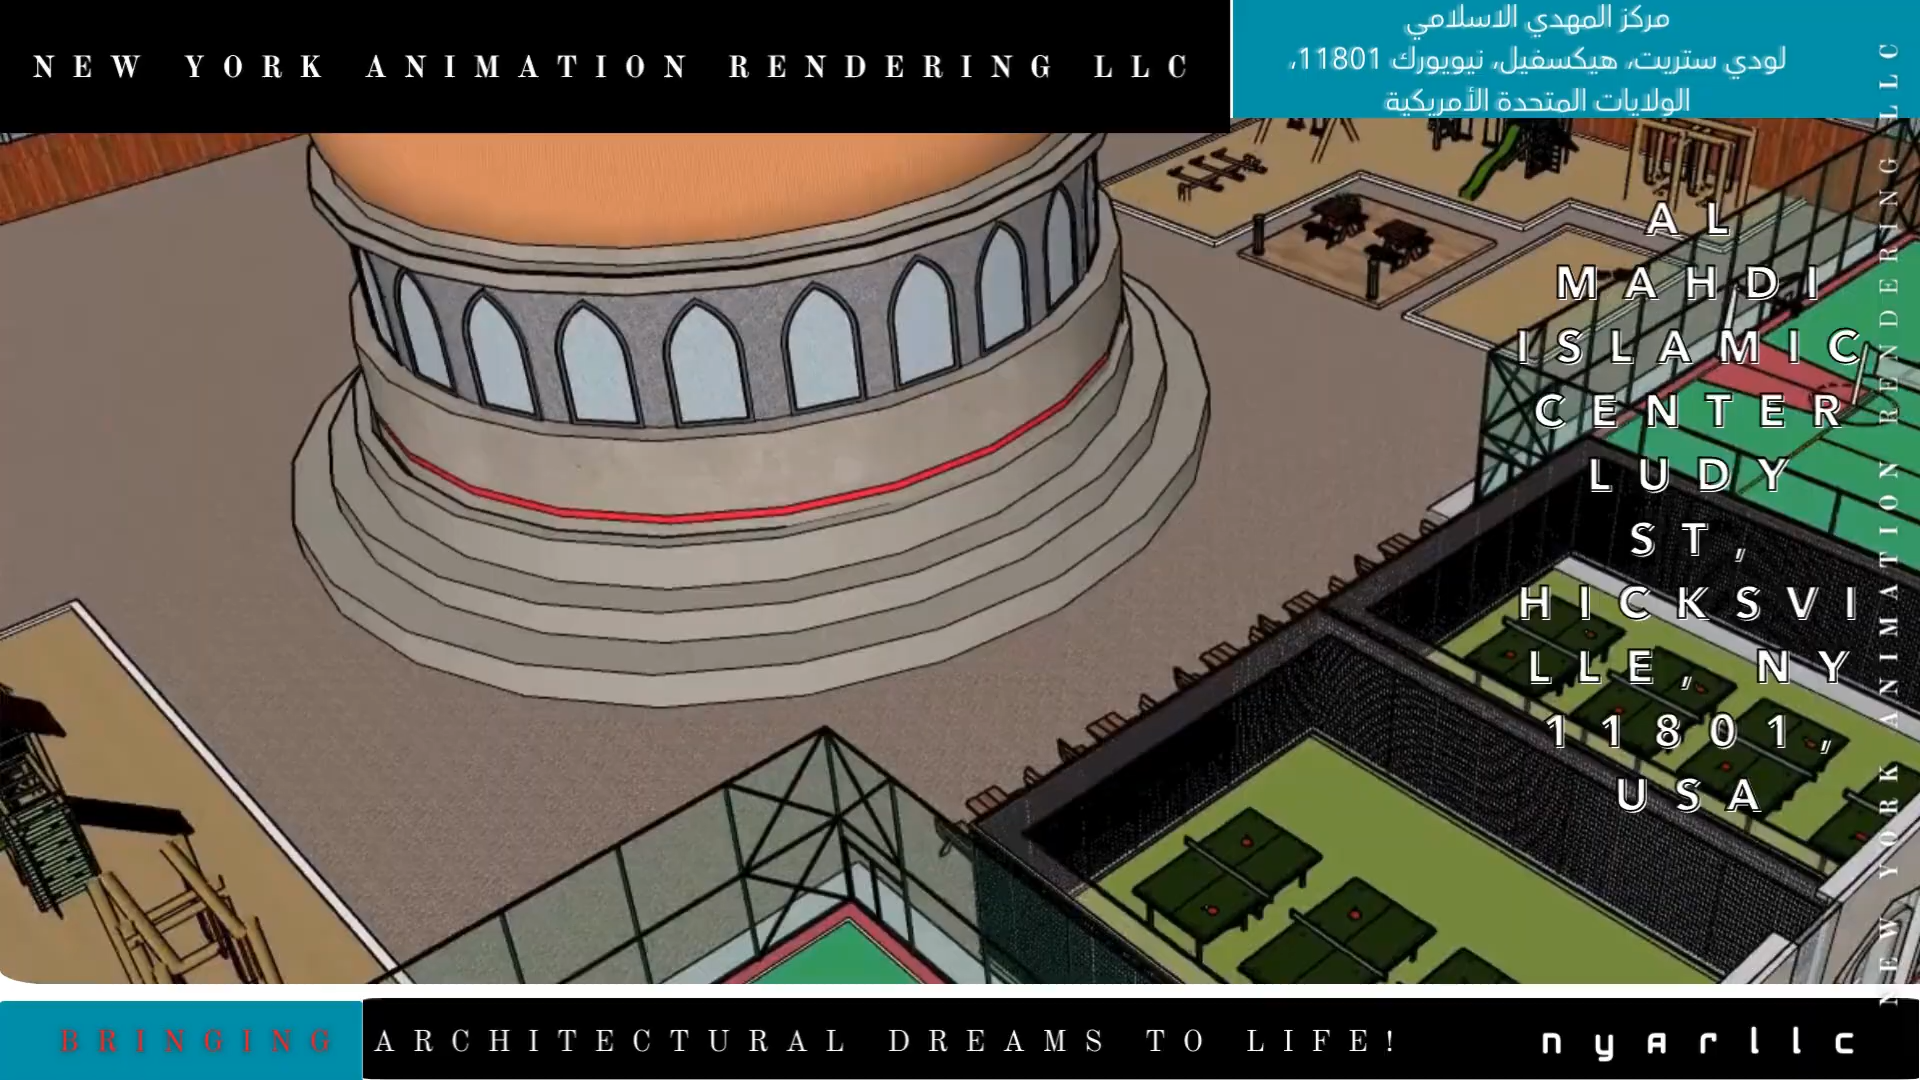 NEW YORK ANIMATION RENDERING LLC
مركز المهدي الاسلامي
لودي ستريت، هيكسفيل، نيويورك 11801،
الولايات المتحدة الأمريكية
AL
MAHDI
ISLAMIC
CENTER
LUDY
ST,
HICKSVI
LLE, NY
11801,
USA
NEW YORK ANIMATION RENDERING LLC
BRINGING ARCHITECTURAL DREAMS TO LIFE!
nyArllc